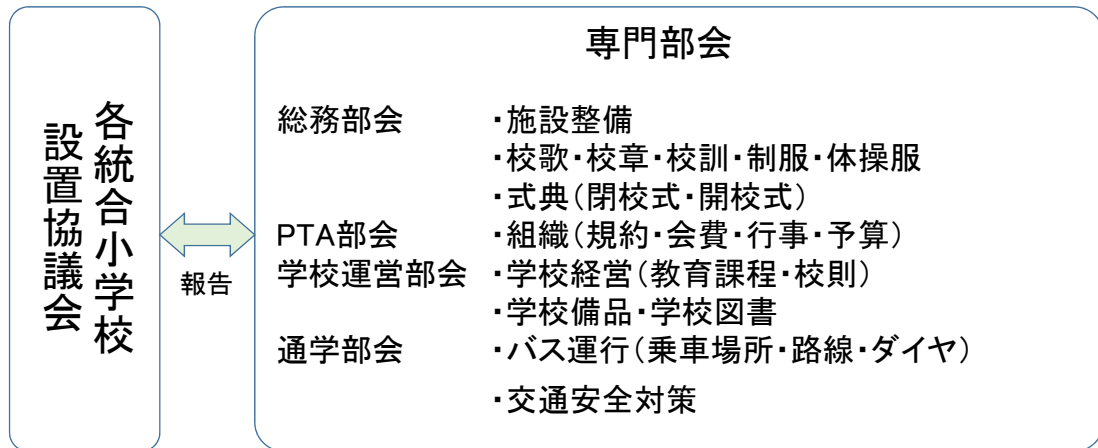 各統合小学校
設置協議会
報告
専門部会
総務部会 ・施設整備
・校歌・校章・校訓・制服・体操服
・式典(閉校式・開校式)
PTA部会 ・組織(規約・会費・行事・予算)
学校運営部会 ・学校経営(教育課程・校則)
・学校備品・学校図書
通学部会 ・バス運行(乗車場所・路線・ダイヤ)
・交通安全対策